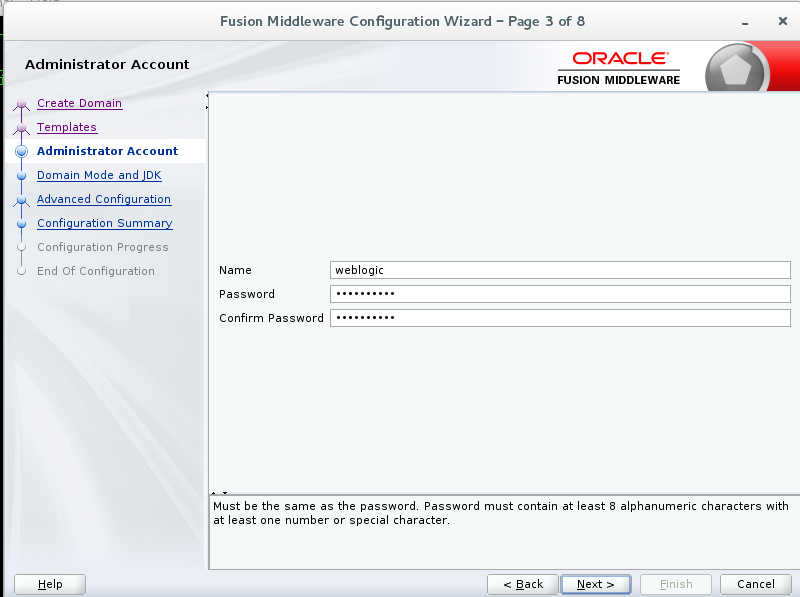 Fusion Middleware Configuration Wizard – Page 3 of 8
Administrator Account
ORACLE
FUSION MIDDLEWARE
Create Domain
Templates
Administrator Account
Domain Mode and JDK
Advanced Configuration
Configuration Summary
Configuration Progress
End Of Configuration
Name weblogic
Password ••••••••••
Confirm Password ••••••••••
Must be the same as the password. Password must contain at least 8 alphanumeric characters with
at least one number or special character.
Help < Back Next > Finish Cancel